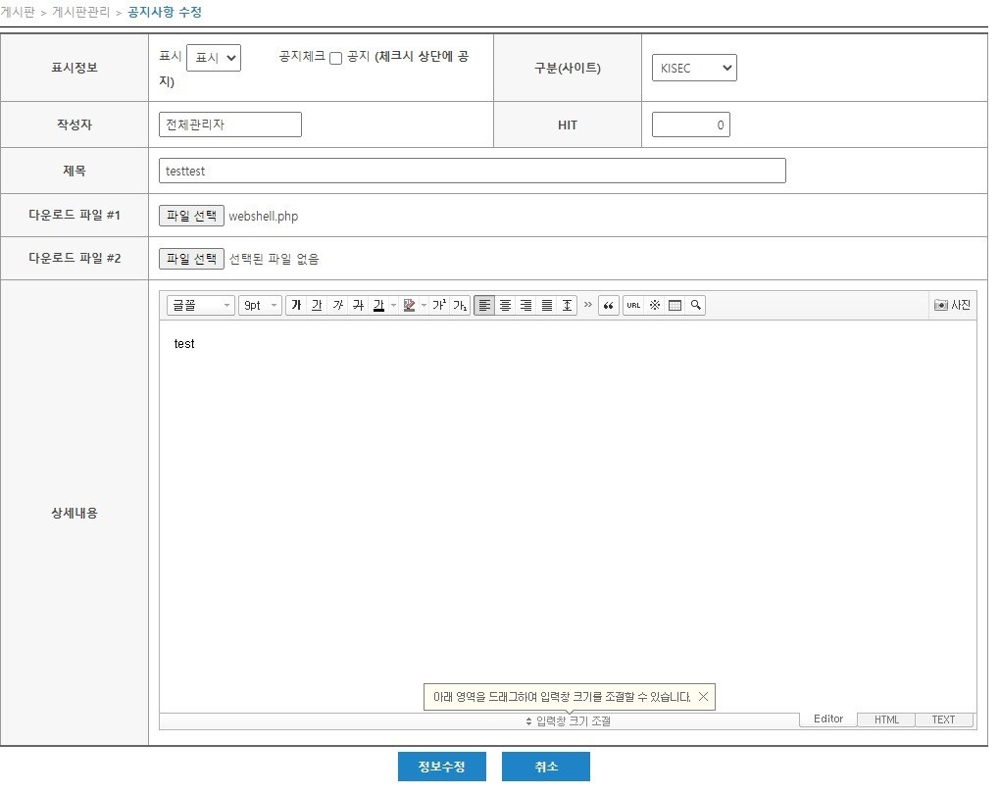 게시판 > 게시판관리 > 공지사항 수정
표시정보
표시 표시 공지체크 공지 (체크시 상단에 공
지)
구분(사이트)
KISEC
작성자
전체관리자
HIT
0
제목
testtest
다운로드 파일 #1
파일 선택 webshell.php
다운로드 파일 #2
파일 선택 선택된 파일 없음
상세내용
글꼴 9pt 가 가 가 가 가 가¹ 가₁ URL 사진
test
아래 영역을 드래그하여 입력창 크기를 조절할 수 있습니다.
입력창 크기 조절
Editor HTML TEXT
정보수정 취소